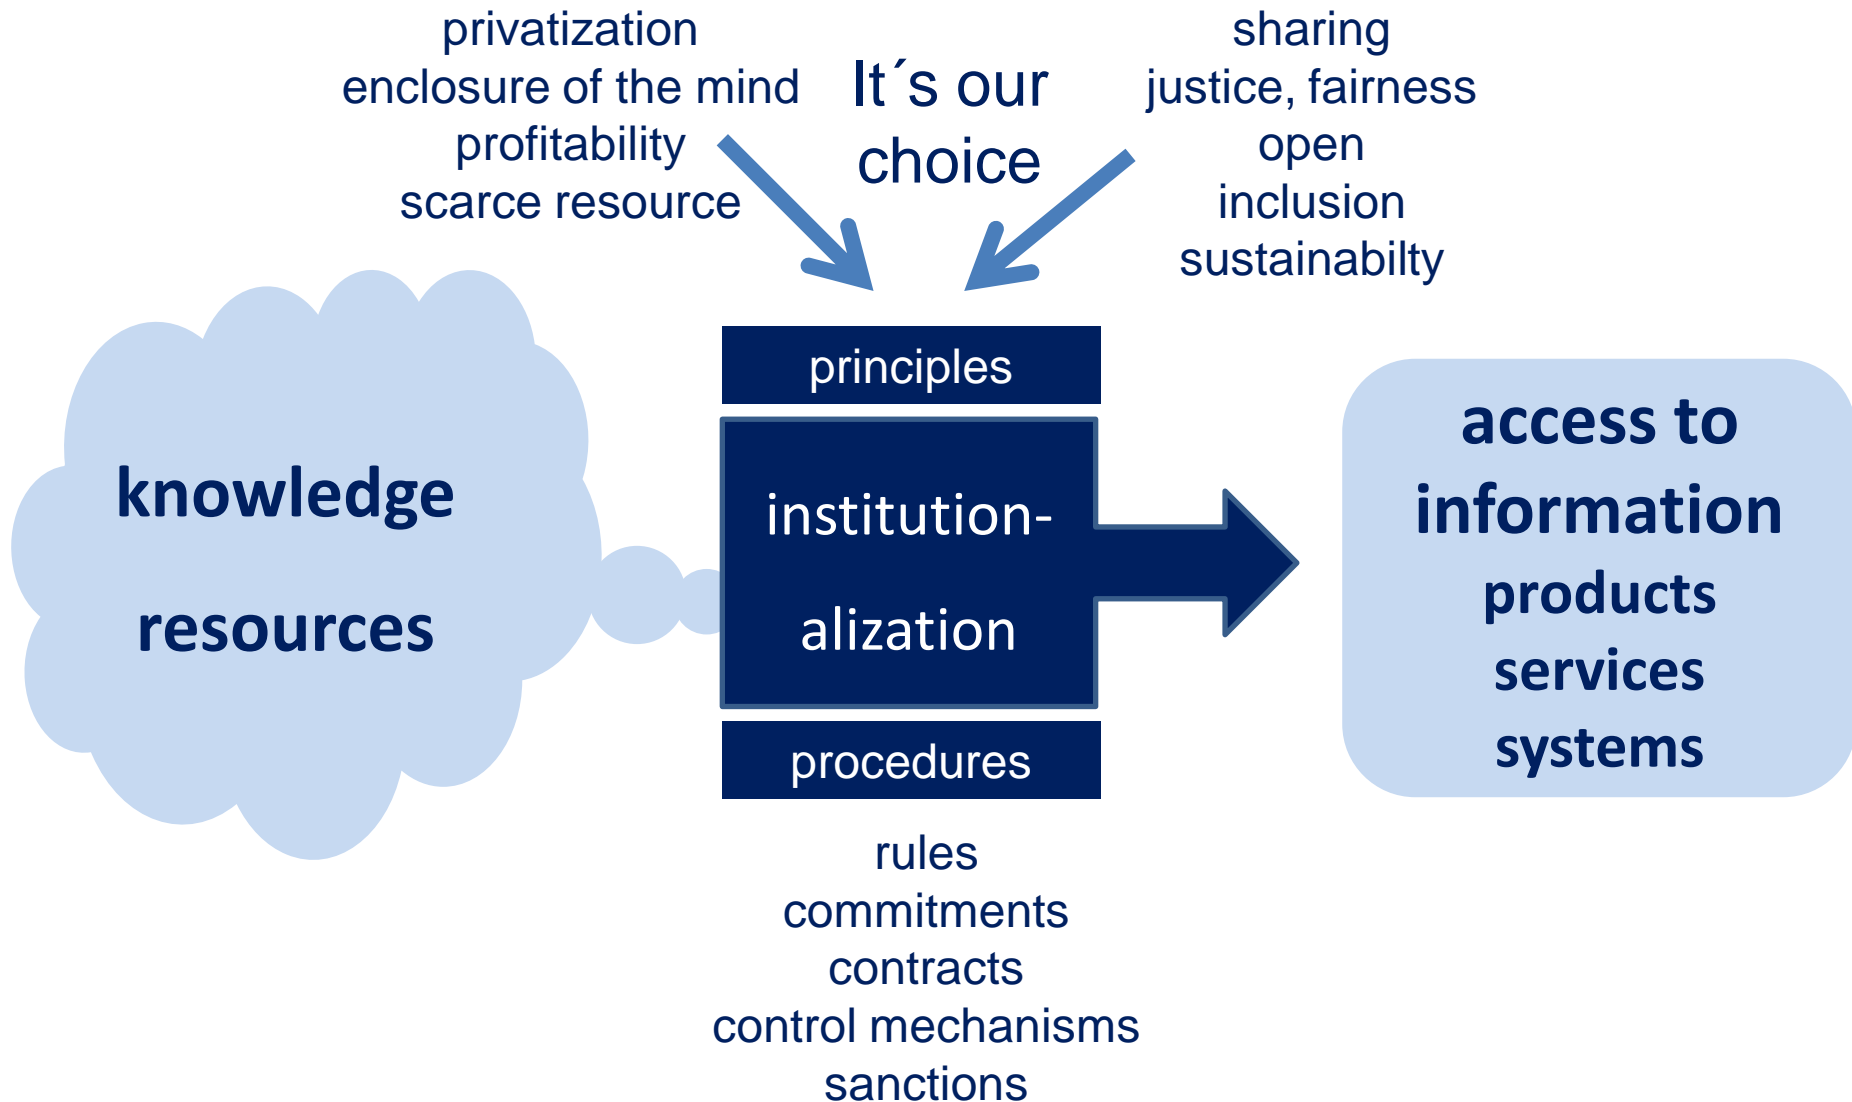 privatization
enclosure of the mind
profitability
scarce resource
It´s our
choice
sharing
justice, fairness
open
inclusion
sustainabilty
knowledge
resources
principles
institution-
alization
procedures
rules
commitments
contracts
control mechanisms
sanctions
access to
information
products
services
systems